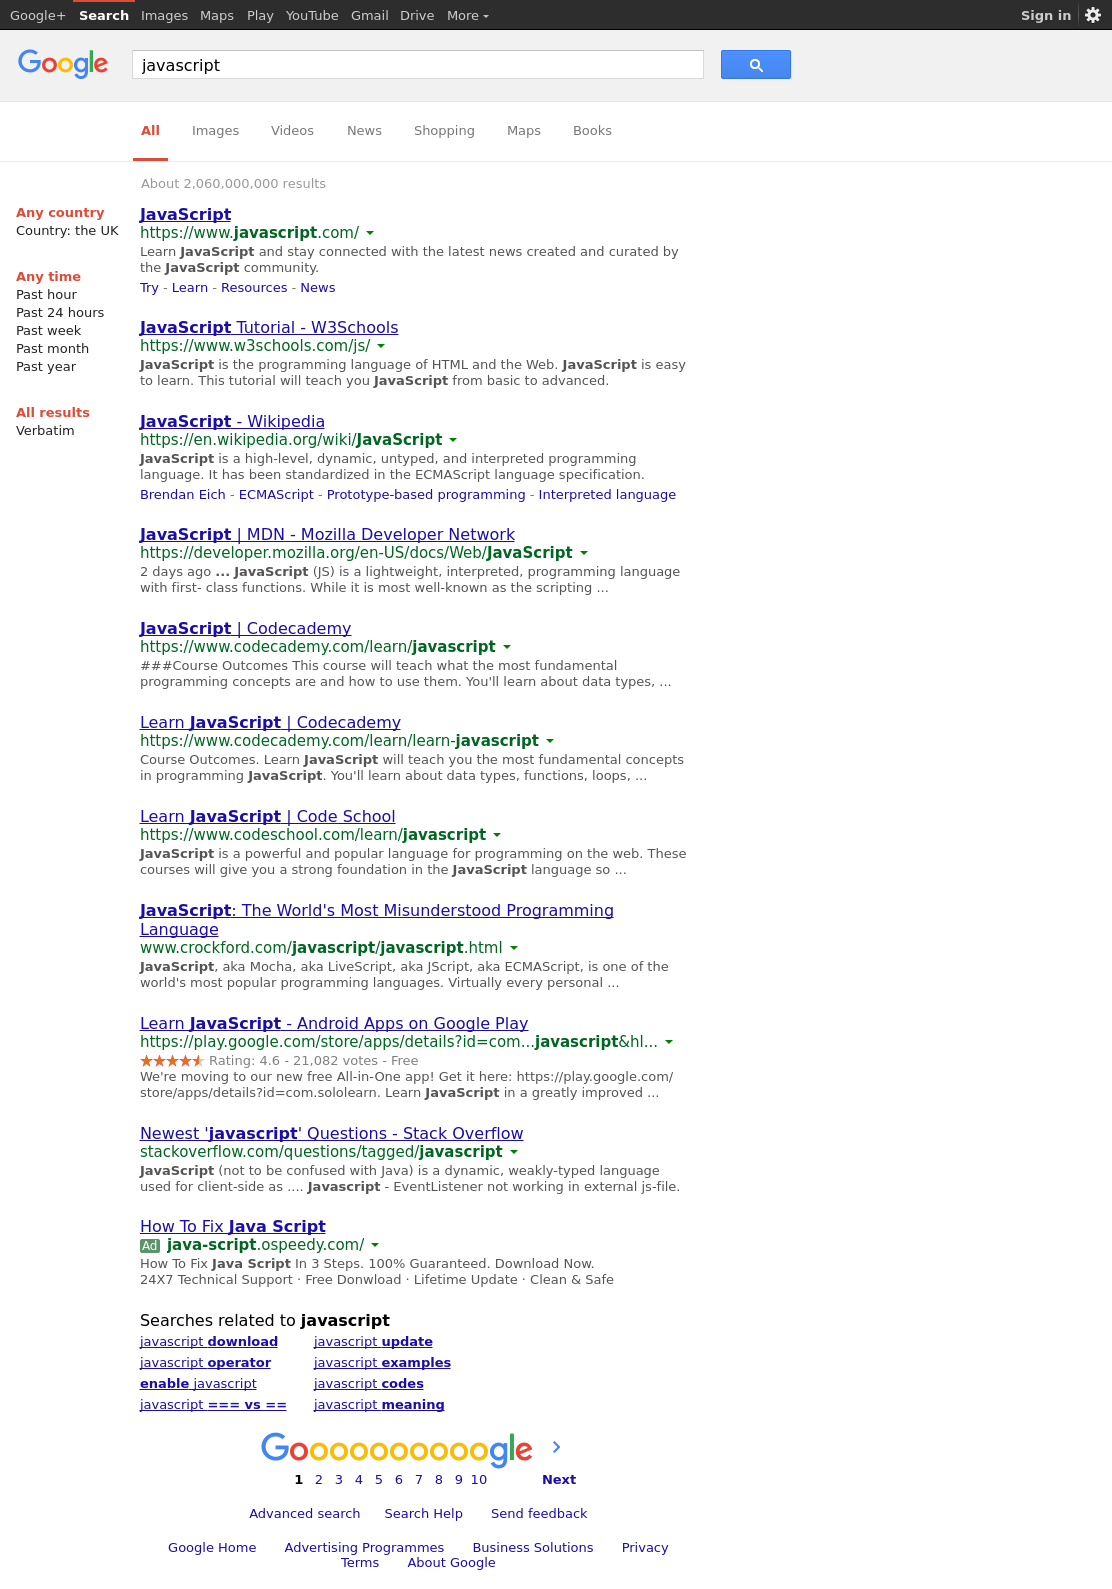 Google+ Search Images Maps Play YouTube Gmail Drive More Sign in
Google javascript
All Images Videos News Shopping Maps Books
About 2,060,000,000 results
Any country
Country: the UK
Any time
Past hour
Past 24 hours
Past week
Past month
Past year
All results
Verbatim
JavaScript
https://www.javascript.com/
Learn JavaScript and stay connected with the latest news created and curated by
the JavaScript community.
Try - Learn - Resources - News
JavaScript Tutorial - W3Schools
https://www.w3schools.com/js/
JavaScript is the programming language of HTML and the Web. JavaScript is easy
to learn. This tutorial will teach you JavaScript from basic to advanced.
JavaScript - Wikipedia
https://en.wikipedia.org/wiki/JavaScript
JavaScript is a high-level, dynamic, untyped, and interpreted programming
language. It has been standardized in the ECMAScript language specification.
Brendan Eich - ECMAScript - Prototype-based programming - Interpreted language
JavaScript | MDN - Mozilla Developer Network
https://developer.mozilla.org/en-US/docs/Web/JavaScript
2 days ago ... JavaScript (JS) is a lightweight, interpreted, programming language
with first- class functions. While it is most well-known as the scripting ...
JavaScript | Codecademy
https://www.codecademy.com/learn/javascript
###Course Outcomes This course will teach what the most fundamental
programming concepts are and how to use them. You'll learn about data types, ...
Learn JavaScript | Codecademy
https://www.codecademy.com/learn/learn-javascript
Course Outcomes. Learn JavaScript will teach you the most fundamental concepts
in programming JavaScript. You'll learn about data types, functions, loops, ...
Learn JavaScript | Code School
https://www.codeschool.com/learn/javascript
JavaScript is a powerful and popular language for programming on the web. These
courses will give you a strong foundation in the JavaScript language so ...
JavaScript: The World's Most Misunderstood Programming
Language
www.crockford.com/javascript/javascript.html
JavaScript, aka Mocha, aka LiveScript, aka JScript, aka ECMAScript, is one of the
world's most popular programming languages. Virtually every personal ...
Learn JavaScript - Android Apps on Google Play
https://play.google.com/store/apps/details?id=com...javascript&hl...
Rating: 4.6 - 21,082 votes - Free
We're moving to our new free All-in-One app! Get it here: https://play.google.com/
store/apps/details?id=com.sololearn. Learn JavaScript in a greatly improved ...
Newest 'javascript' Questions - Stack Overflow
stackoverflow.com/questions/tagged/javascript
JavaScript (not to be confused with Java) is a dynamic, weakly-typed language
used for client-side as .... Javascript - EventListener not working in external js-file.
How To Fix Java Script
Ad java-script.ospeedy.com/
How To Fix Java Script In 3 Steps. 100% Guaranteed. Download Now.
24X7 Technical Support · Free Donwload · Lifetime Update · Clean & Safe
Searches related to javascript
javascript download javascript update
javascript operator javascript examples
enable javascript javascript codes
javascript === vs == javascript meaning
Goooooooooogle
1 2 3 4 5 6 7 8 9 10 Next
Advanced search Search Help Send feedback
Google Home Advertising Programmes Business Solutions Privacy
Terms About Google